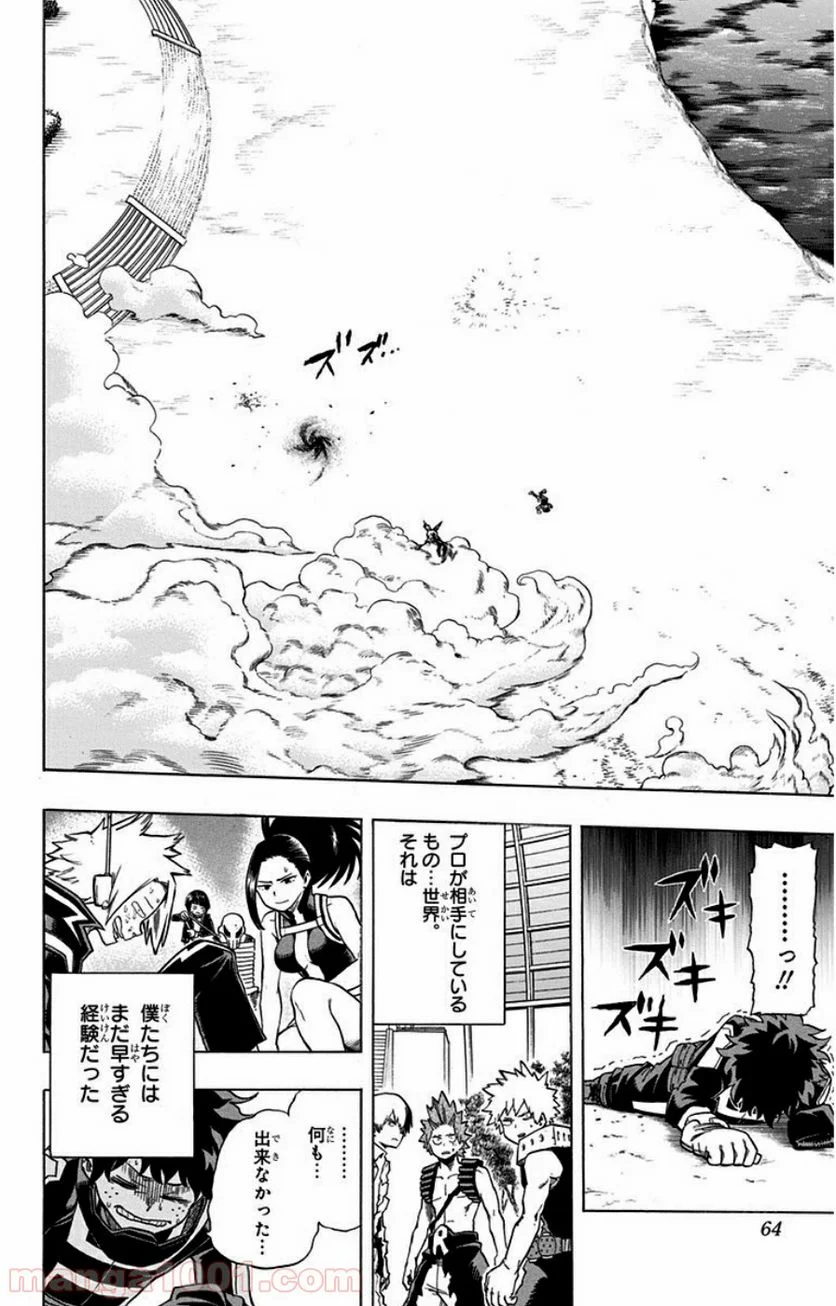 ズズ…
………っ!!
ズキ
ズキ
ズキ
プロが相手にしている
もの…世界。
それは
僕たちには
まだ早すぎる
経験だった
………
何も…
出来なかった…
64
manga1001.com